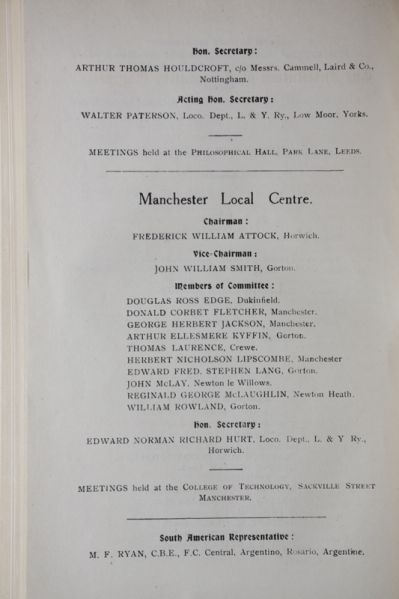 Hon. Secretary:
ARTHUR THOMAS HOULDCROFT, c/o Messrs. Cammell, Laird & Co.,
Nottingham.
Acting Hon. Secretary:
WALTER PATERSON, Loco. Dept., L. & Y. Ry., Low Moor, Yorks.
MEETINGS held at the PHILOSOPHICAL HALL, PARK LANE, LEEDS.
Manchester Local Centre.
Chairman:
FREDERICK WILLIAM ATTOCK, Horwich.
Vice-Chairman:
JOHN WILLIAM SMITH, Gorton.
Members of Committee:
DOUGLAS ROSS EDGE, Dukinfield.
DONALD CORBET FLETCHER, Manchester.
GEORGE HERBERT JACKSON, Manchester.
ARTHUR ELLESMERE KYFFIN, Gorton.
THOMAS LAURENCE, Crewe.
HERBERT NICHOLSON LIPSCOMBE, Manchester
EDWARD FRED. STEPHEN LANG, Gorton.
JOHN McLAY, Newton le Willows.
REGINALD GEORGE McLAUGHLIN, Newton Heath.
WILLIAM ROWLAND, Gorton.
Hon. Secretary:
EDWARD NORMAN RICHARD HURT, Loco. Dept., L. & Y Ry.,
Horwich.
MEETINGS held at the COLLEGE OF TECHNOLOGY, SACKVILLE STREET
MANCHESTER.
South American Representative:
M. F. RYAN, C.B.E., F.C. Central, Argentino, Rosario, Argentine.